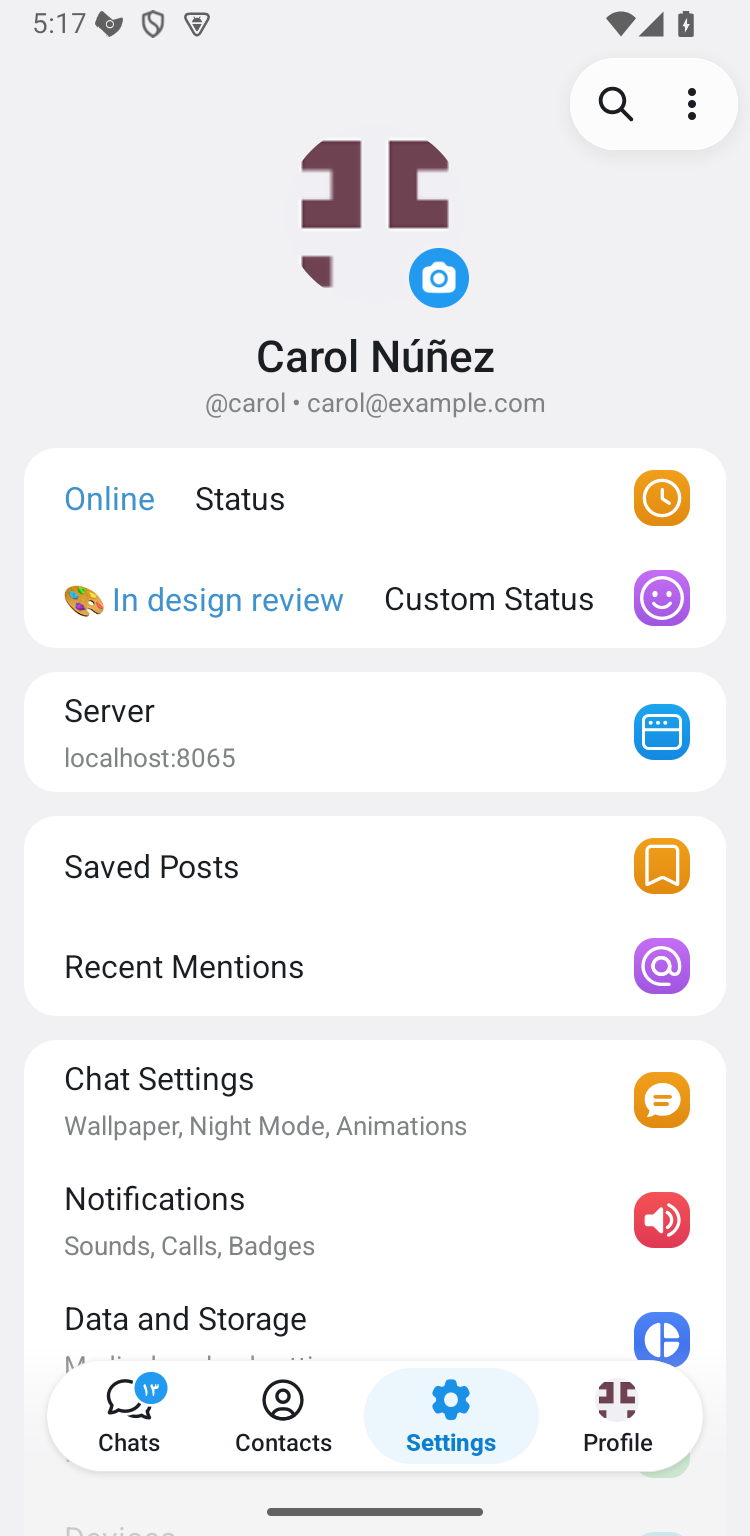 5:17
Carol Núñez
@carol • carol@example.com
Online Status
🎨 In design review Custom Status
Server
localhost:8065
Saved Posts
Recent Mentions
Chat Settings
Wallpaper, Night Mode, Animations
Notifications
Sounds, Calls, Badges
Data and Storage
۱۳
Chats
Contacts
Settings
Profile
Devices